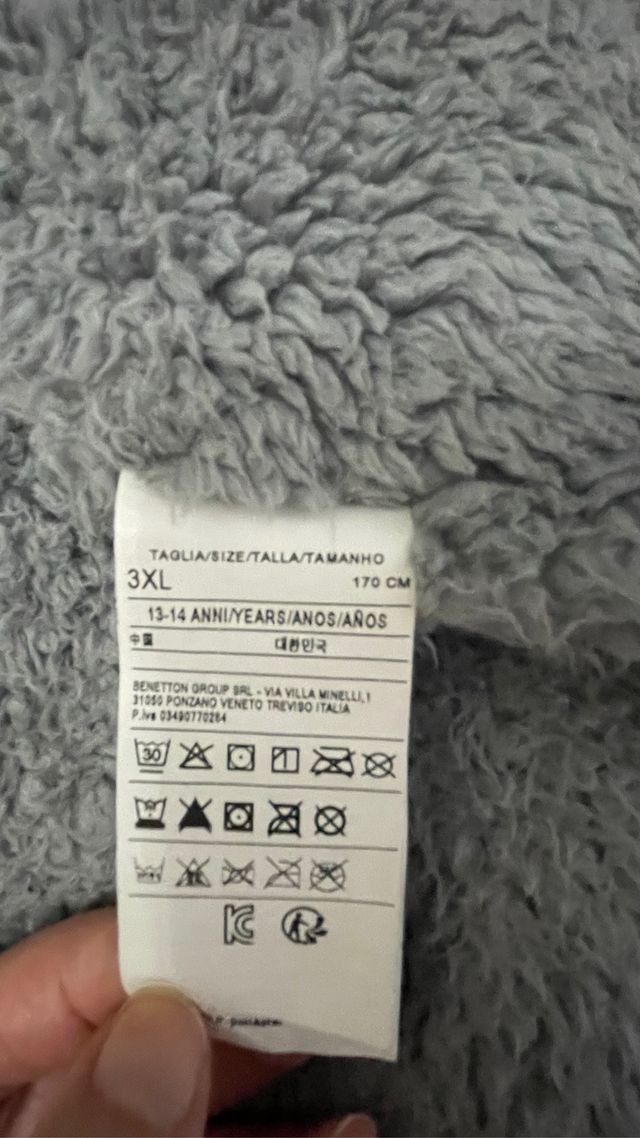 TAGLIA/SIZE/TALLA/TAMANHO
3XL 170 CM
13-14 ANNI/YEARS/ANOS/AÑOS
中国 대한민국
BENETTON GROUP SRL - VIA VILLA MINELLI,1
31050 PONZANO VENETO TREVISO ITALIA
P.Iva 03490770264
30